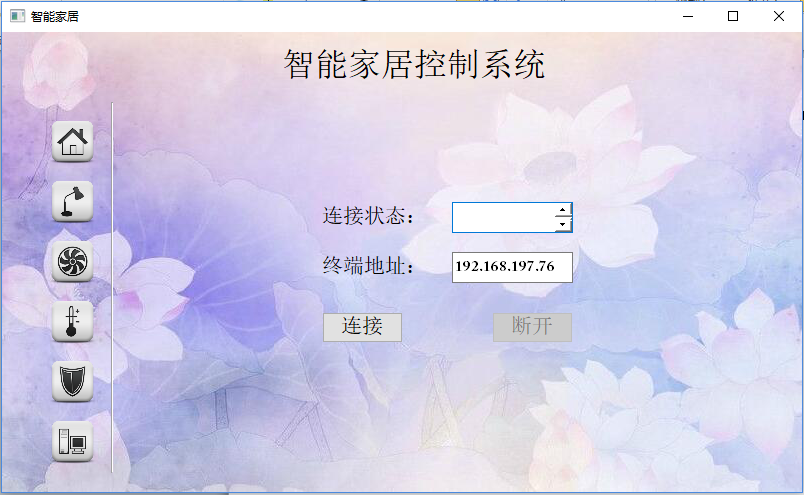 智能家居
智能家居控制系统
连接状态：
终端地址： 192.168.197.76
连接 断开